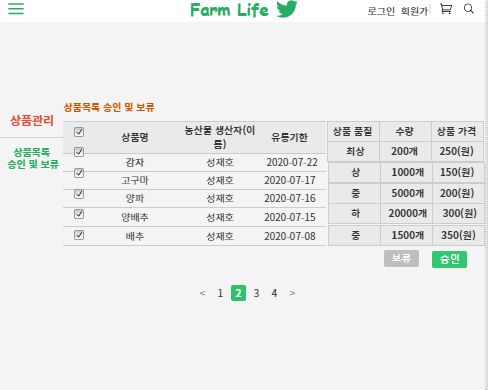 Farm Life
로그인 회원가
상품목록 승인 및 보류
상품관리
상품목록
승인 및 보류
상품명 농산물 생산자(이름) 유통기한 상품 품질 수량 상품 가격
감자 성재호 2020-07-22 최상 200개 250(원)
고구마 성재호 2020-07-17 상 1000개 150(원)
양파 성재호 2020-07-16 중 5000개 200(원)
양배추 성재호 2020-07-15 하 20000개 300(원)
배추 성재호 2020-07-08 중 1500개 350(원)
보류 승인
< 1 2 3 4 >